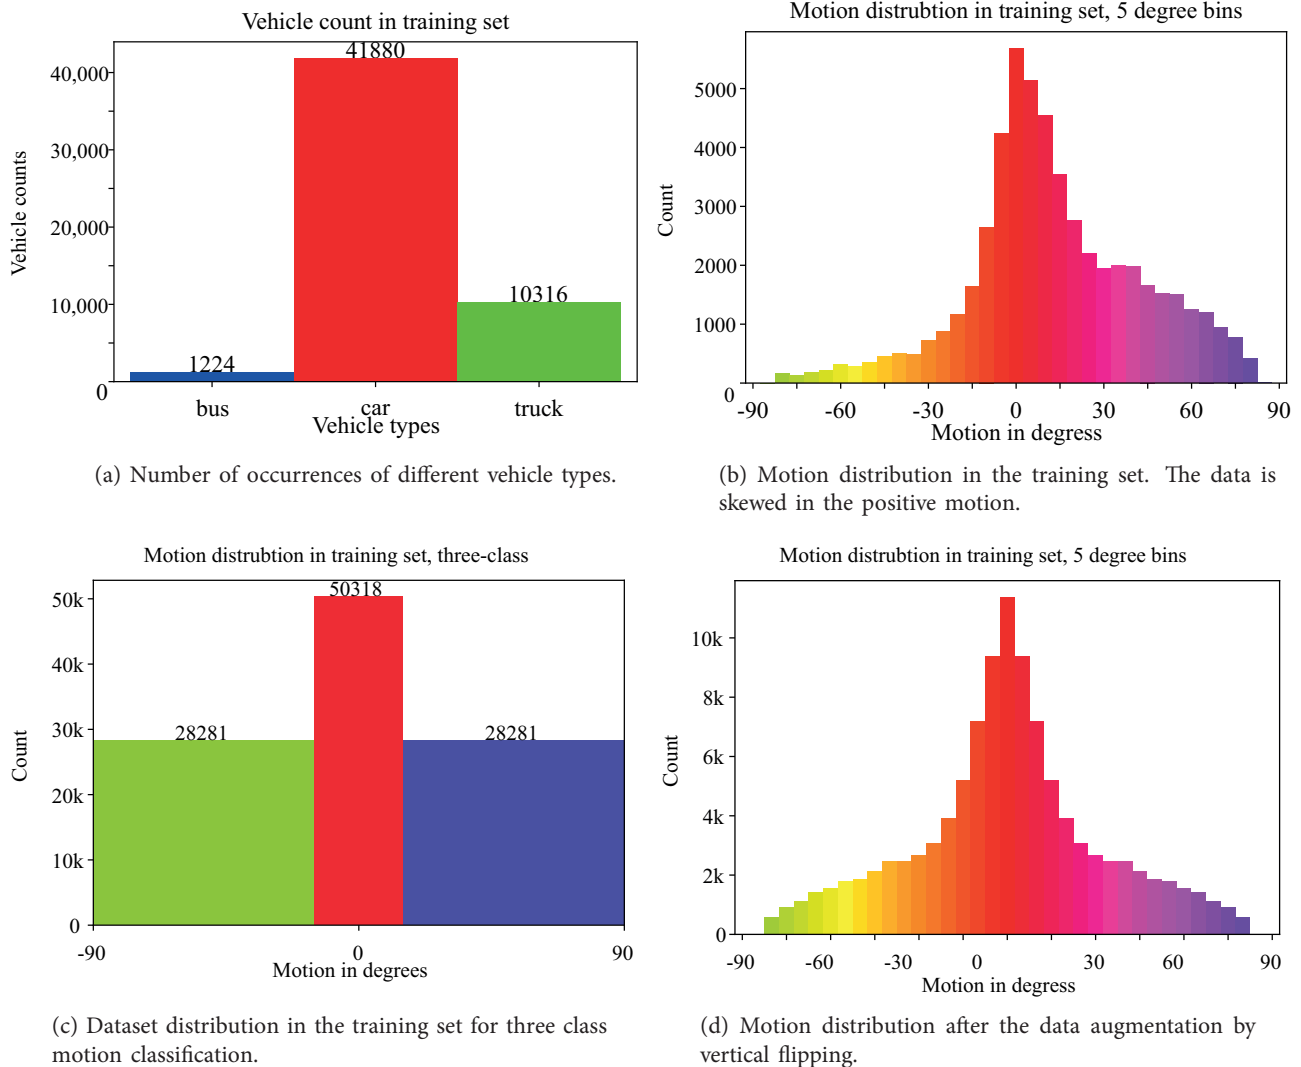 Vehicle count in training set
Vehicle counts
40,000
30,000
20,000
10,000
0
41880
10316
1224
bus
car
truck
Vehicle types
(a) Number of occurrences of different vehicle types.
Motion distrubtion in training set, 5 degree bins
Count
5000
4000
3000
2000
1000
0
-90
-60
-30
0
30
60
90
Motion in degress
(b) Motion distribution in the training set. The data is
skewed in the positive motion.
Motion distrubtion in training set, three-class
Count
50k
40k
30k
20k
10k
0
50318
28281
28281
-90
0
90
Motion in degrees
(c) Dataset distribution in the training set for three class
motion classification.
Motion distrubtion in training set, 5 degree bins
Count
10k
8k
6k
4k
2k
0
-90
-60
-30
0
30
60
90
Motion in degress
(d) Motion distribution after the data augmentation by
vertical flipping.